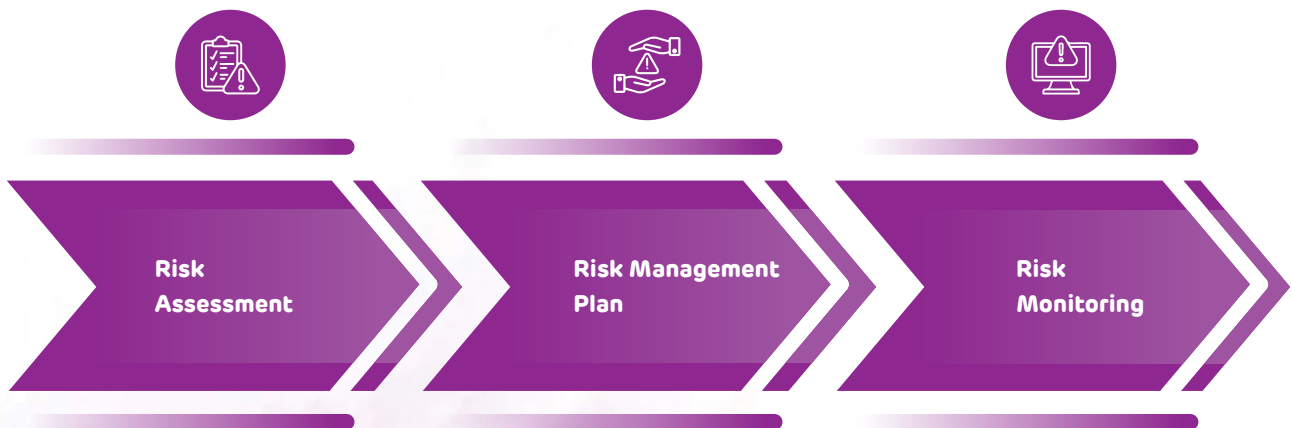 Risk
Assessment
Risk Management
Plan
Risk
Monitoring